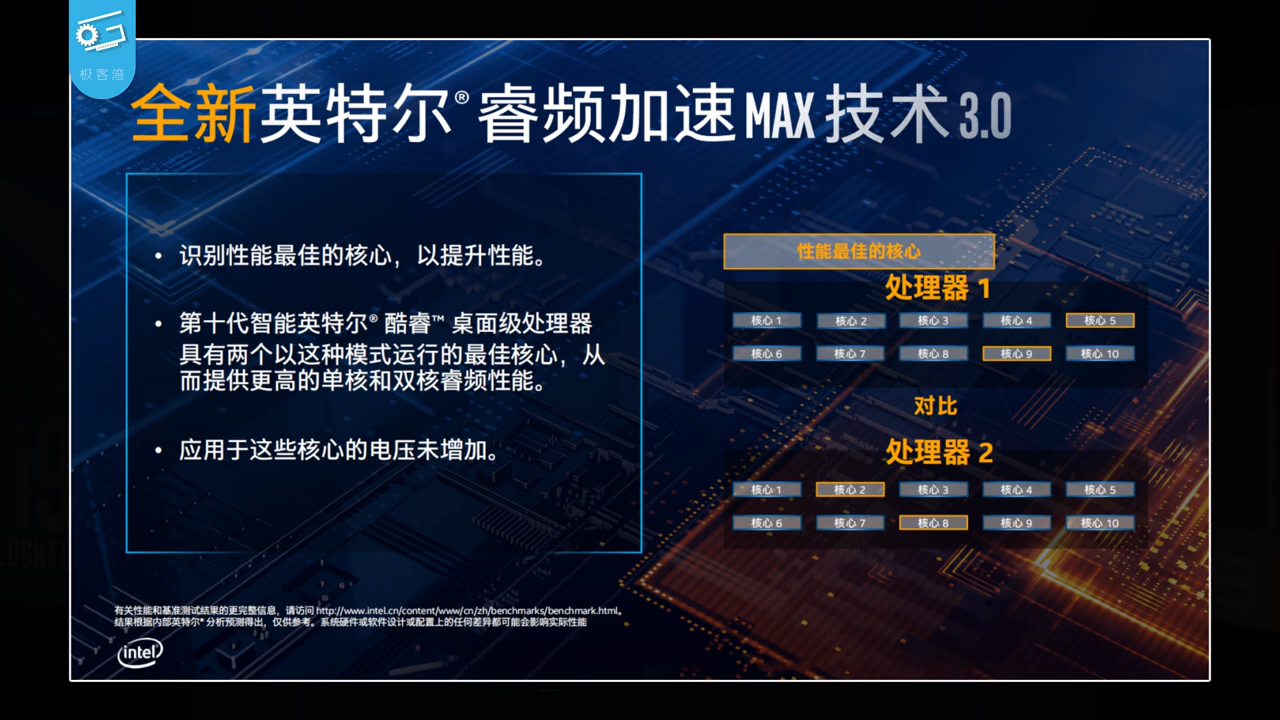 极客湾
全新英特尔®睿频加速MAX技术3.0
• 识别性能最佳的核心，以提升性能。
• 第十代智能英特尔® 酷睿™ 桌面级处理器
具有两个以这种模式运行的最佳核心，从
而提供更高的单核和双核睿频性能。
• 应用于这些核心的电压未增加。
性能最佳的核心
处理器 1
核心 1 核心 2 核心 3 核心 4 核心 5
核心 6 核心 7 核心 8 核心 9 核心 10
对比
处理器 2
核心 1 核心 2 核心 3 核心 4 核心 5
核心 6 核心 7 核心 8 核心 9 核心 10
有关性能和基准测试结果的更完整信息，请访问 http://www.intel.cn/content/www/cn/zh/benchmarks/benchmark.html。
结果根据内部英特尔® 分析预测得出，仅供参考。系统硬件或软件设计或配置上的任何差异都可能会影响实际性能
intel